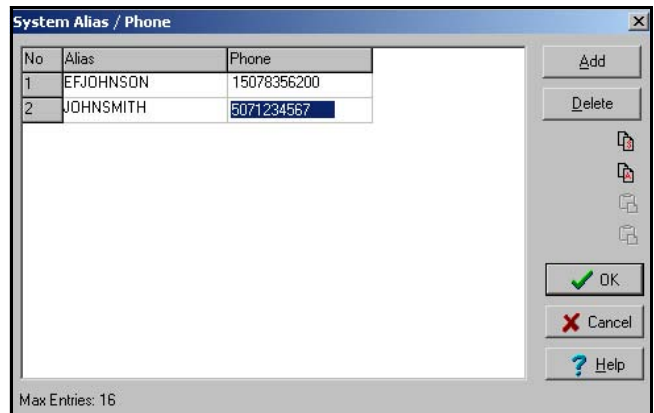 System Alias / Phone
No Alias Phone
1 EFJOHNSON 15078356200
2 JOHNSMITH 5071234567
Add
Delete
OK
Cancel
? Help
Max Entries: 16